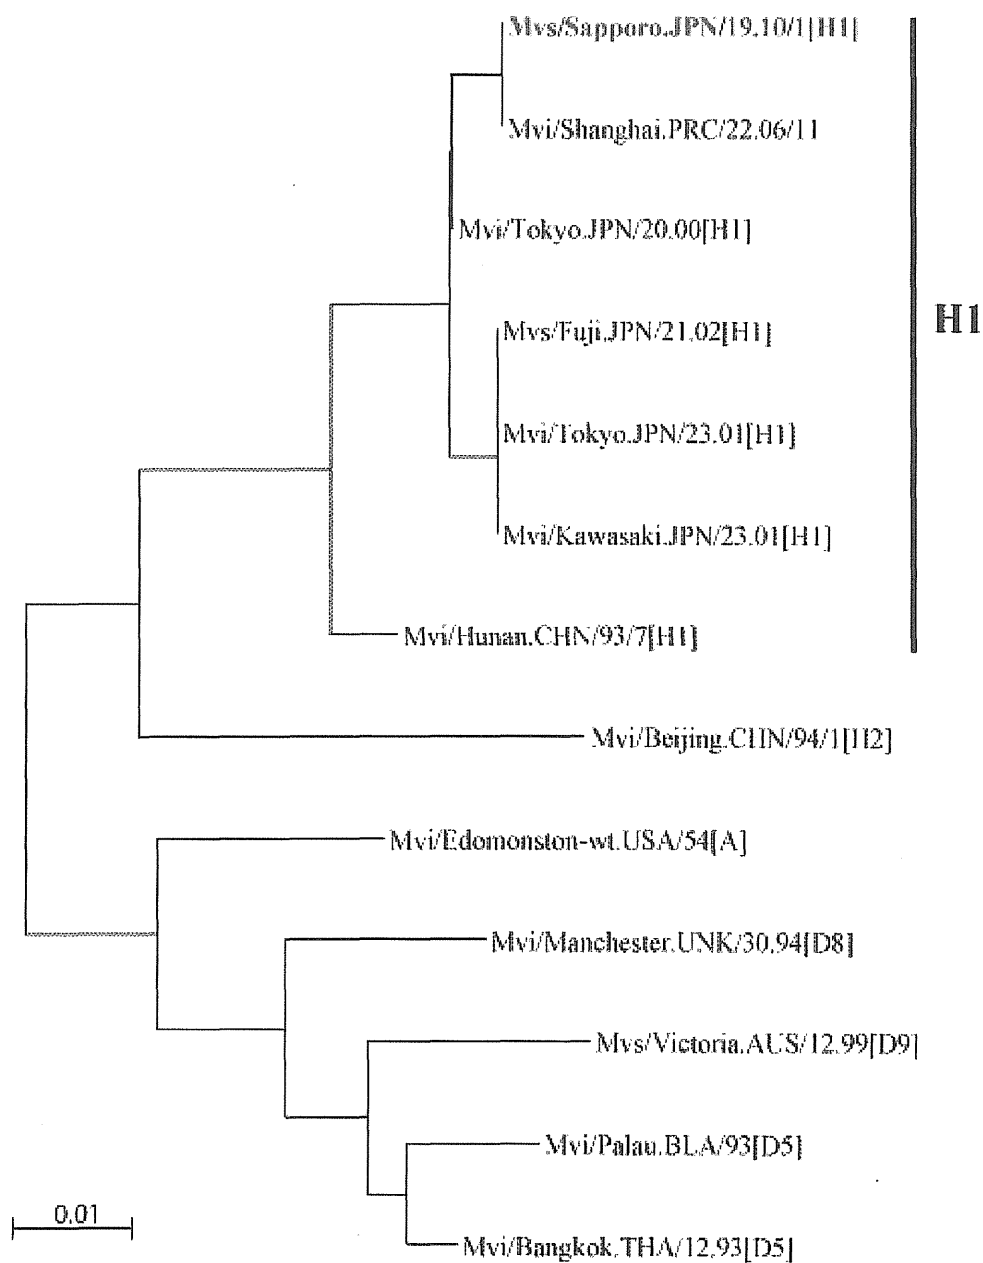 Mvs/Sapporo.JPN/19.10/1[H1]
Mvi/Shanghai.PRC/22.06/11
Mvi/Tokyo.JPN/20.00[H1]
Mvs/Fuji.JPN/21.02[H1]
H1
Mvi/Tokyo.JPN/23.01[H1]
Mvi/Kawasaki.JPN/23.01[H1]
Mvi/Hunan.CHN/93/7[H1]
Mvi/Beijing.CHN/94/1[H2]
Mvi/Edomonston-wt.USA/54[A]
Mvi/Manchester.UNK/30.94[D8]
Mvs/Victoria.AUS/12.99[D9]
Mvi/Palau.BLA/93[D5]
0.01
Mvi/Bangkok.THA/12.93[D5]